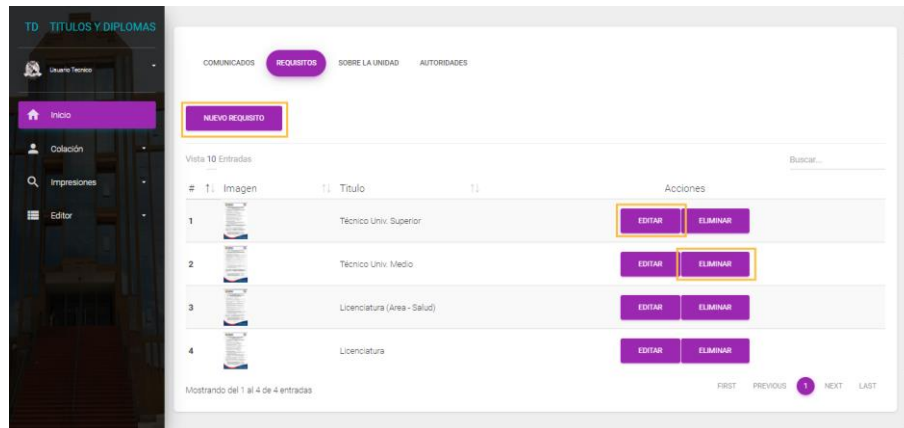 TD TITULOS Y DIPLOMAS
Usuario Tecnico
Inicio
Colación
Impresiones
Editor
COMUNICADOS REQUISITOS SOBRE LA UNIDAD AUTORIDADES
NUEVO REQUISITO
Vista 10 Entradas Buscar...
# Imagen Titulo Acciones
1 Técnico Univ. Superior EDITAR ELIMINAR
2 Técnico Univ. Medio EDITAR ELIMINAR
3 Licenciatura (Area - Salud) EDITAR ELIMINAR
4 Licenciatura EDITAR ELIMINAR
Mostrando del 1 al 4 de 4 entradas FIRST PREVIOUS 1 NEXT LAST